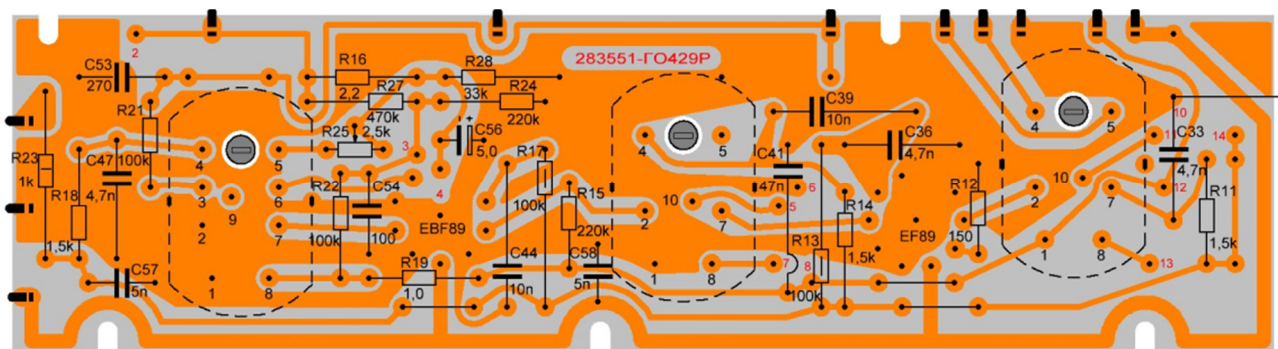 283551-ГО429Р
2
C53
270
R16
2,2
R28
33k
R24
220k
R27
470k
C39
10n
R21
100k
R25
2,5k
+
C56
5,0
C36
4,7n
4
5
10
C33
4,7n
11
14
R23
1k
R18
1,5k
C47
4,7n
4
5
3
R17
100k
4
5
C41
47n
6
12
R12
150
10
2
7
R11
1,5k
3
9
2
6
7
R22
100k
C54
100
4
EBF89
R15
220k
2
10
7
5
R14
1,5k
EF89
R13
100k
7
8
C57
5n
1
8
R19
1,0
C44
10n
C58
5n
1
8
1
8
13